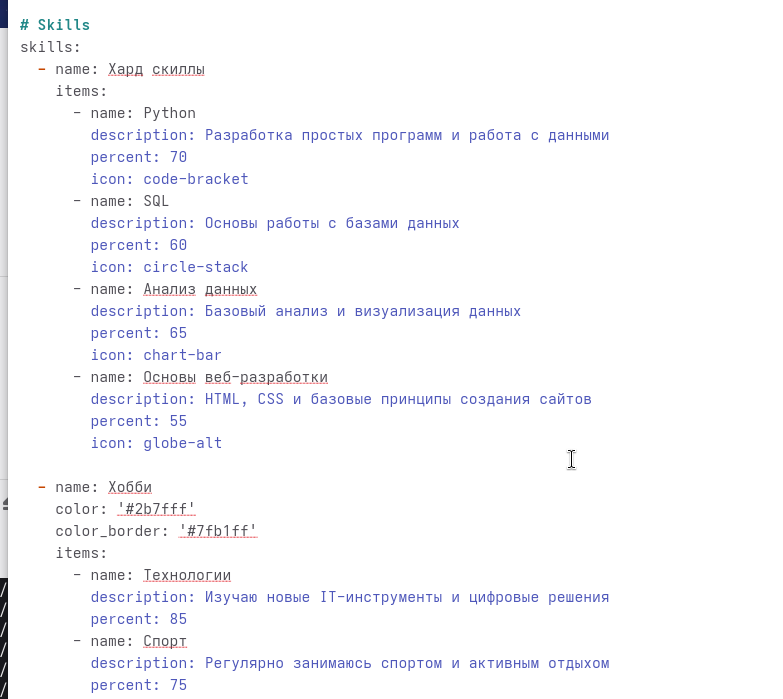 # Skills
skills:
  - name: Хард скиллы
    items:
      - name: Python
        description: Разработка простых программ и работа с данными
        percent: 70
        icon: code-bracket
      - name: SQL
        description: Основы работы с базами данных
        percent: 60
        icon: circle-stack
      - name: Анализ данных
        description: Базовый анализ и визуализация данных
        percent: 65
        icon: chart-bar
      - name: Основы веб-разработки
        description: HTML, CSS и базовые принципы создания сайтов
        percent: 55
        icon: globe-alt

  - name: Хобби
    color: '#2b7fff'
    color_border: '#7fb1ff'
    items:
      - name: Технологии
        description: Изучаю новые IT-инструменты и цифровые решения
        percent: 85
      - name: Спорт
        description: Регулярно занимаюсь спортом и активным отдыхом
        percent: 75